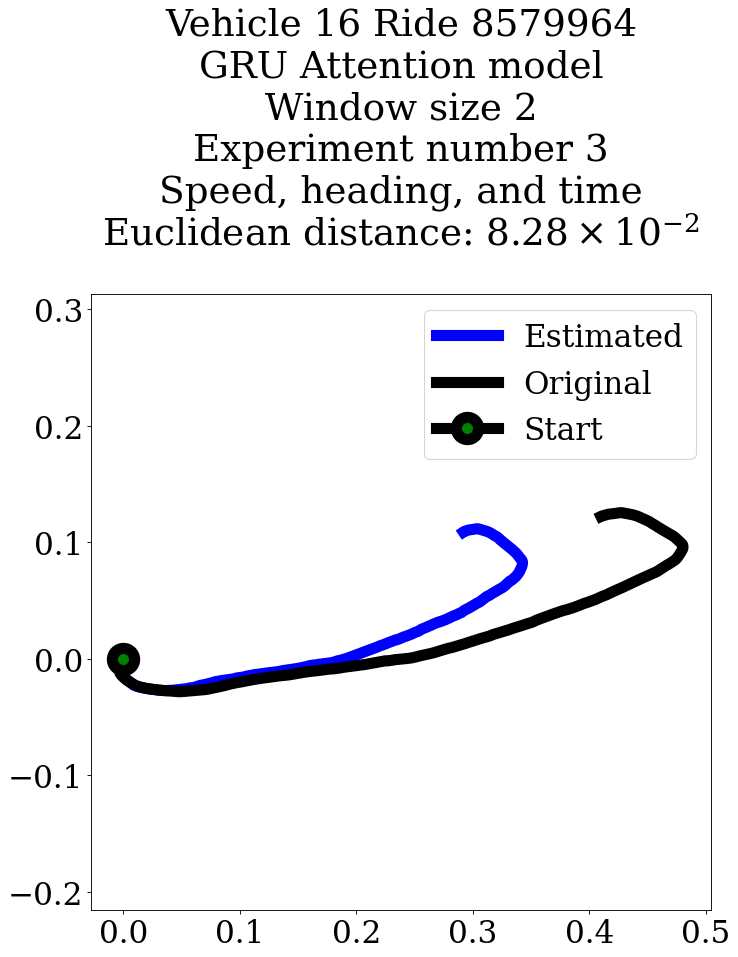 Vehicle 16 Ride 8579964
GRU Attention model
Window size 2
Experiment number 3
Speed, heading, and time
Euclidean distance: 8.28 × 10⁻²
0.3
0.2
0.1
0.0
−0.1
−0.2
Estimated
Original
Start
0.0 0.1 0.2 0.3 0.4 0.5